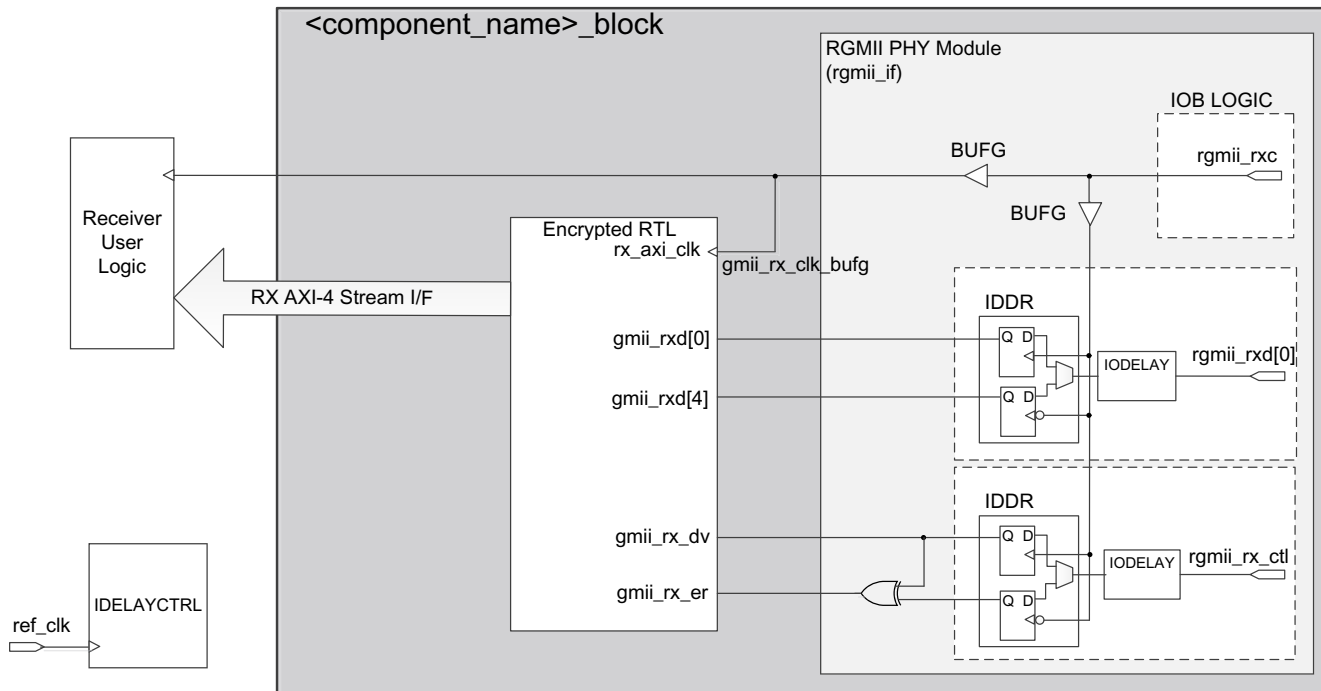 <component_name>_block
RGMII PHY Module
(rgmii_if)
IOB LOGIC
rgmii_rxc
BUFG
BUFG
Receiver
User
Logic
Encrypted RTL
rx_axi_clk
gmii_rx_clk_bufg
RX AXI-4 Stream I/F
IDDR
Q D
Q D
IODELAY
rgmii_rxd[0]
gmii_rxd[0]
gmii_rxd[4]
IDDR
Q D
Q D
IODELAY
rgmii_rx_ctl
gmii_rx_dv
gmii_rx_er
IDELAYCTRL
ref_clk